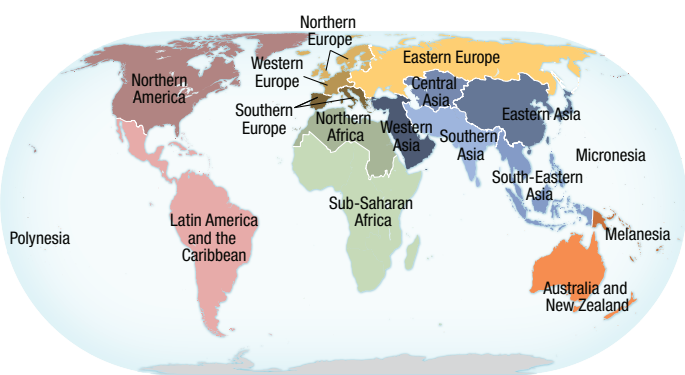 Northern
Europe
Western
Europe
Eastern Europe
Northern
America
Central
Asia
Southern
Europe
Northern
Africa
Western
Asia
Southern
Asia
Eastern Asia
Micronesia
South-Eastern
Asia
Sub-Saharan
Africa
Latin America
and the
Caribbean
Polynesia
Melanesia
Australia and
New Zealand